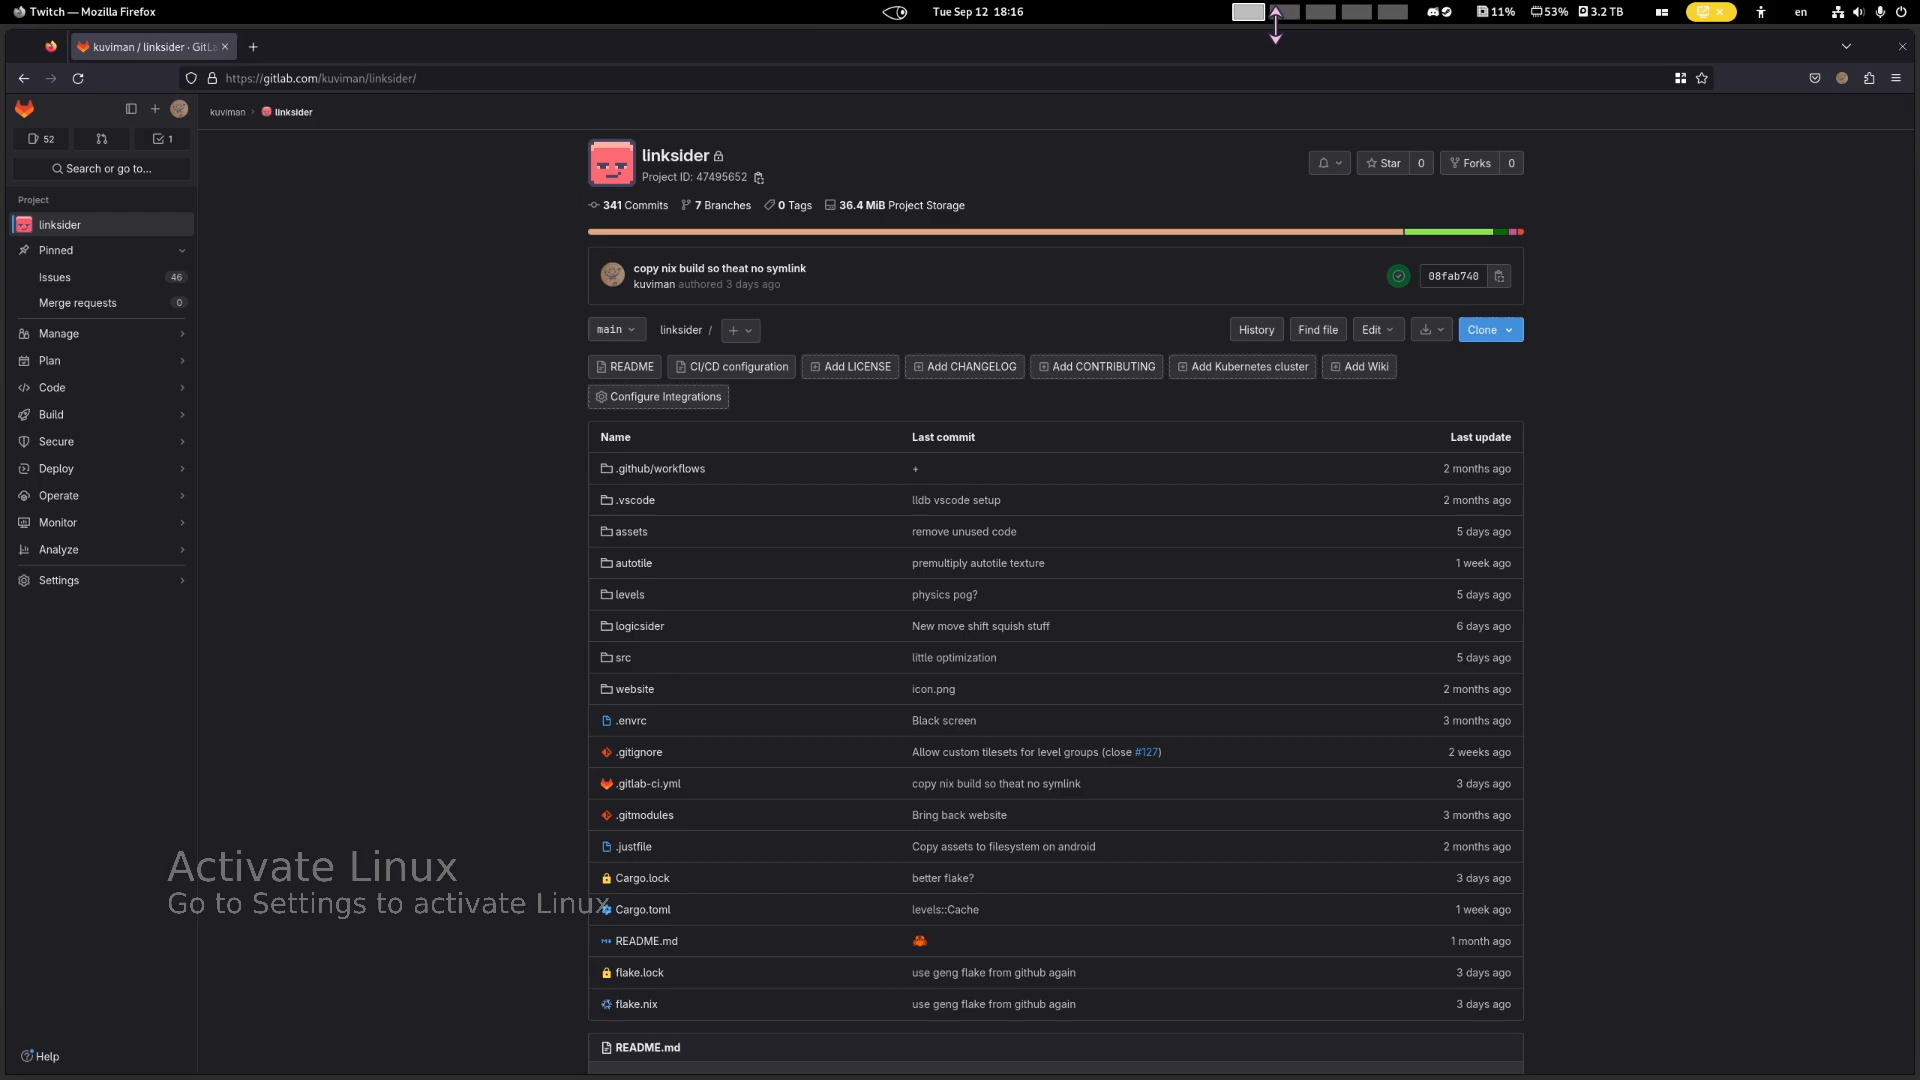 Twitch — Mozilla Firefox
Tue Sep 12 18:16
11% 53% 3.2 TB
en
kuviman / linksider · GitLa
https://gitlab.com/kuviman/linksider/
52
1
Search or go to...
Project
linksider
Pinned
Issues 46
Merge requests 0
Manage
Plan
Code
Build
Secure
Deploy
Operate
Monitor
Analyze
Settings
Help
kuviman › linksider
linksider
Project ID: 47495652
Star 0
Forks 0
341 Commits 7 Branches 0 Tags 36.4 MiB Project Storage
copy nix build so theat no symlink
kuviman authored 3 days ago
08fab740
main linksider / +
History Find file Edit Clone
README CI/CD configuration Add LICENSE Add CHANGELOG Add CONTRIBUTING Add Kubernetes cluster Add Wiki
Configure Integrations
Name Last commit Last update
.github/workflows + 2 months ago
.vscode lldb vscode setup 2 months ago
assets remove unused code 5 days ago
autotile premultiply autotile texture 1 week ago
levels physics pog? 5 days ago
logicsider New move shift squish stuff 6 days ago
src little optimization 5 days ago
website icon.png 2 months ago
.envrc Black screen 3 months ago
.gitignore Allow custom tilesets for level groups (close #127) 2 weeks ago
.gitlab-ci.yml copy nix build so theat no symlink 3 days ago
.gitmodules Bring back website 3 months ago
.justfile Copy assets to filesystem on android 2 months ago
Cargo.lock better flake? 3 days ago
Cargo.toml levels::Cache 1 week ago
README.md 🦀 1 month ago
flake.lock use geng flake from github again 3 days ago
flake.nix use geng flake from github again 3 days ago
README.md
Activate Linux
Go to Settings to activate Linux